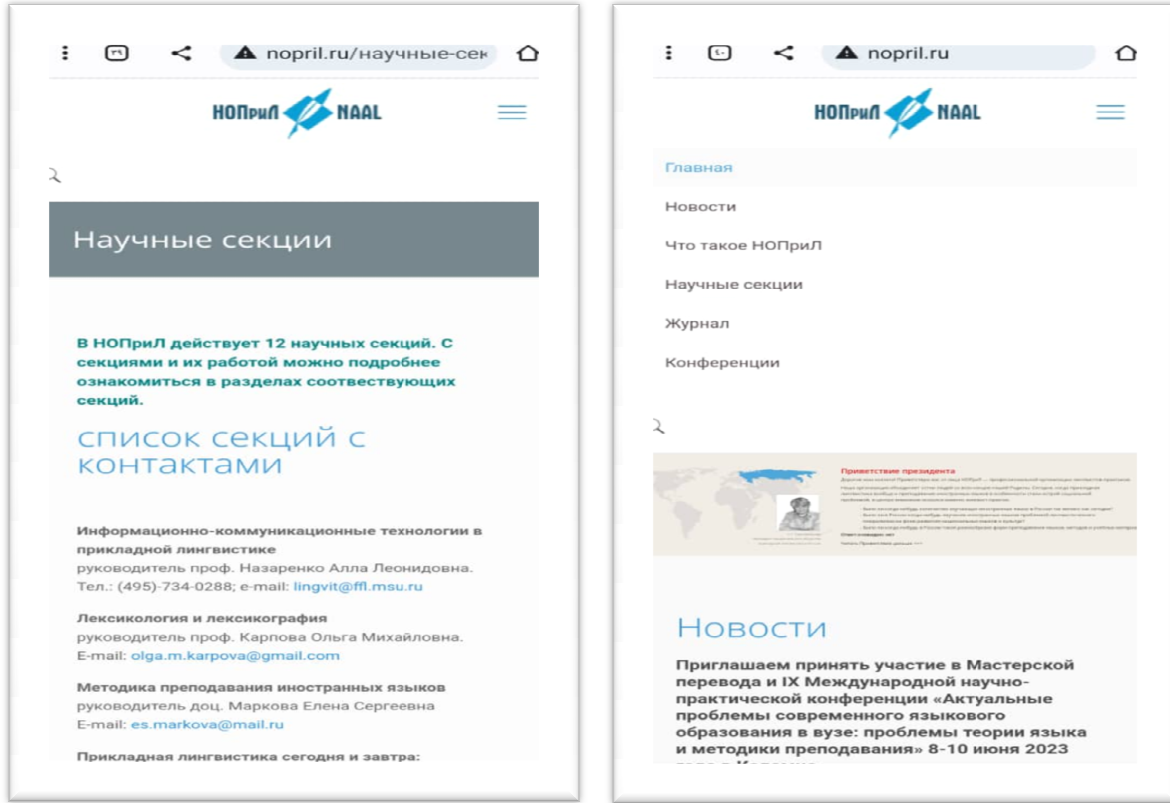 ٣٩
nopril.ru/научные-сек
НОПриЛ NAAL
Научные секции
В НОПриЛ действует 12 научных секций. С
секциями и их работой можно подробнее
ознакомиться в разделах соотвествующих
секций.
список секций с
контактами
Информационно-коммуникационные технологии в
прикладной лингвистике
руководитель проф. Назаренко Алла Леонидовна.
Тел.: (495)-734-0288; e-mail: lingvit@ffl.msu.ru
Лексикология и лексикография
руководитель проф. Карпова Ольга Михайловна.
E-mail: olga.m.karpova@gmail.com
Методика преподавания иностранных языков
руководитель доц. Маркова Елена Сергеевна
E-mail: es.markova@mail.ru
Прикладная лингвистика сегодня и завтра:
٤٠
nopril.ru
НОПриЛ NAAL
Главная
Новости
Что такое НОПриЛ
Научные секции
Журнал
Конференции
Приветствие президента
Новости
Приглашаем принять участие в Мастерской
перевода и IX Международной научно-
практической конференции «Актуальные
проблемы современного языкового
образования в вузе: проблемы теории языка
и методики преподавания» 8-10 июня 2023